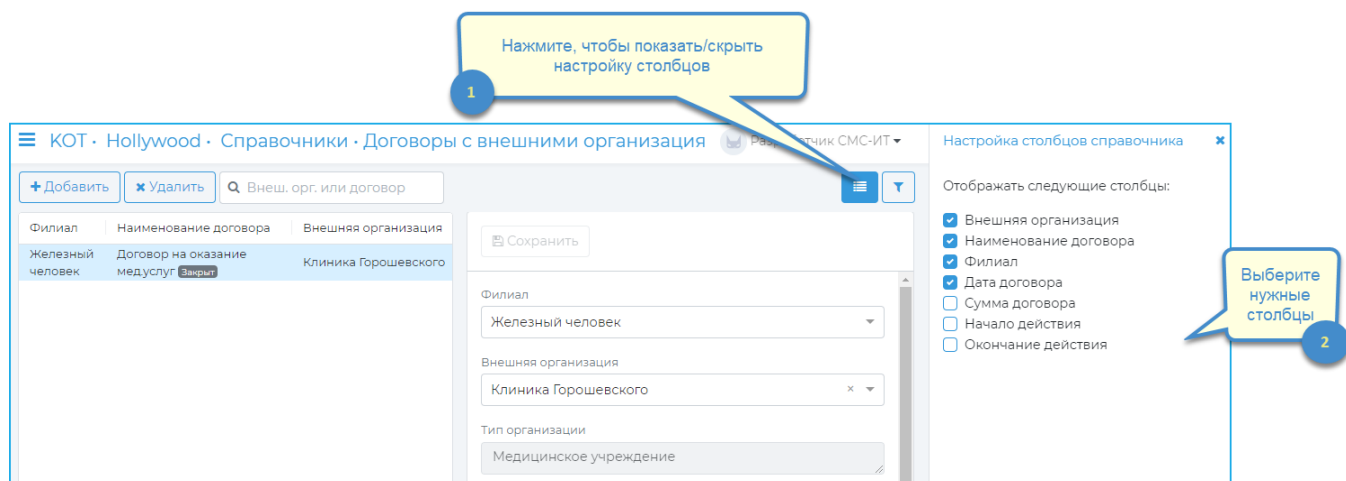 Нажмите, чтобы показать/скрыть
настройку столбцов
1
КОТ · Hollywood · Справочники · Договоры с внешними организация
СМС-ИТ
Настройка столбцов справочника
Добавить
Удалить
Внеш. орг. или договор
Отображать следующие столбцы:
Филиал Наименование договора Внешняя организация
Железный
человек
Договор на оказание
мед.услуг Закрыт
Клиника Горошевского
Сохранить
Филиал
Железный человек
Внешняя организация
Клиника Горошевского
Тип организации
Медицинское учреждение
Внешняя организация
Наименование договора
Филиал
Дата договора
Сумма договора
Начало действия
Окончание действия
Выберите
нужные
столбцы
2